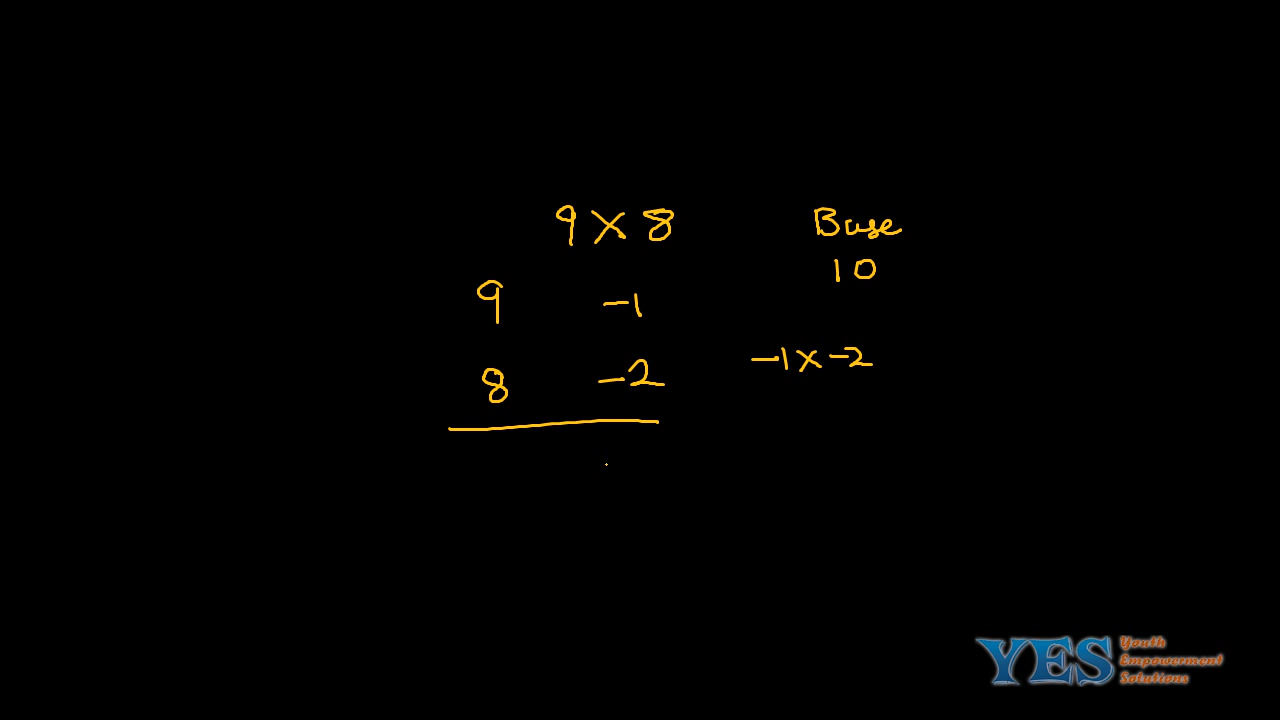 9 × 8
Base
10
9 -1
8 -2
-1 × -2
YES Youth
Empowerment
Solutions